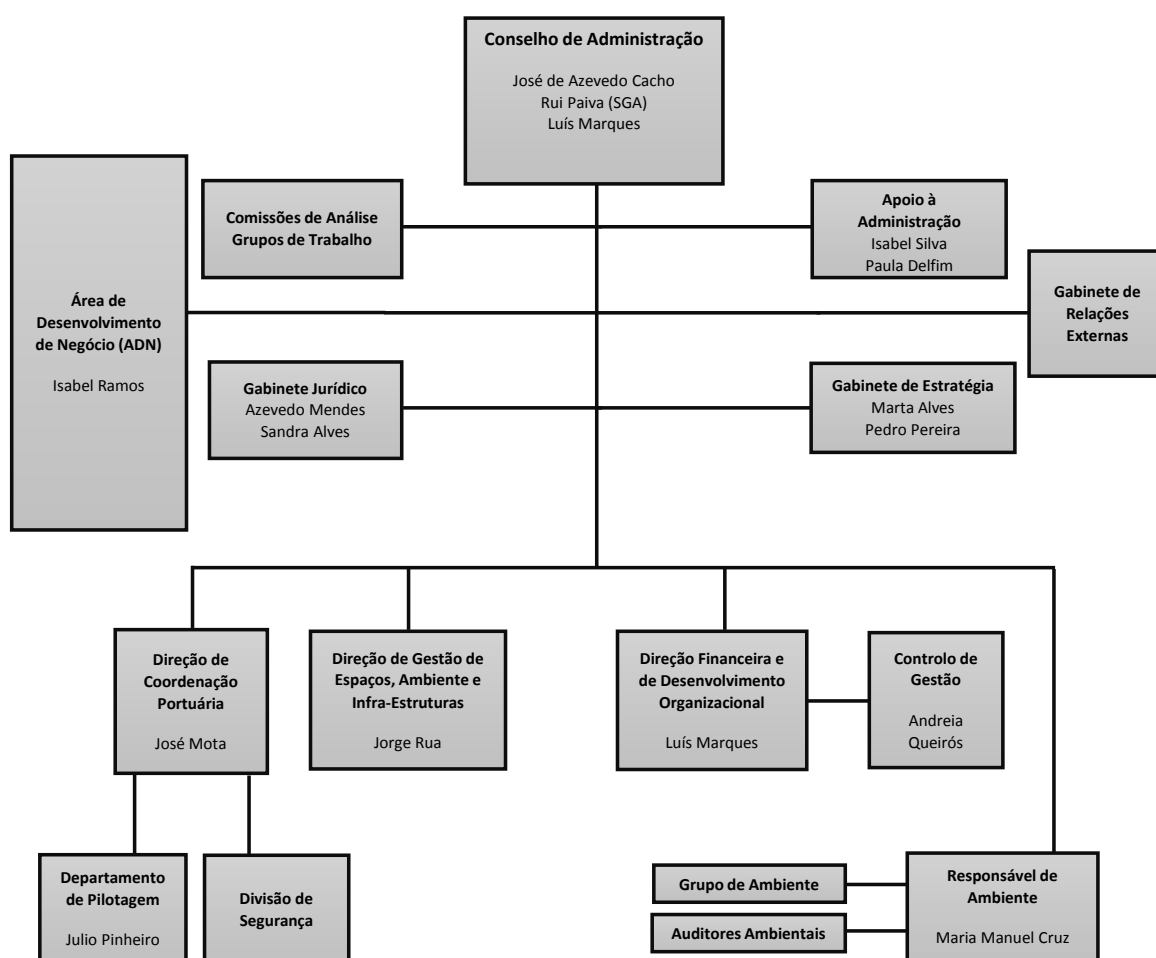 Conselho de Administração
José de Azevedo Cacho
Rui Paiva (SGA)
Luís Marques
Comissões de Análise
Grupos de Trabalho
Apoio à
Administração
Isabel Silva
Paula Delfim
Área de
Desenvolvimento
de Negócio (ADN)
Isabel Ramos
Gabinete de
Relações
Externas
Gabinete Jurídico
Azevedo Mendes
Sandra Alves
Gabinete de Estratégia
Marta Alves
Pedro Pereira
Direção de
Coordenação
Portuária
José Mota
Direção de Gestão de
Espaços, Ambiente e
Infra-Estruturas
Jorge Rua
Direção Financeira e
de Desenvolvimento
Organizacional
Luís Marques
Controlo de
Gestão
Andreia
Queirós
Departamento
de Pilotagem
Julio Pinheiro
Divisão de
Segurança
Grupo de Ambiente
Auditores Ambientais
Responsável de
Ambiente
Maria Manuel Cruz